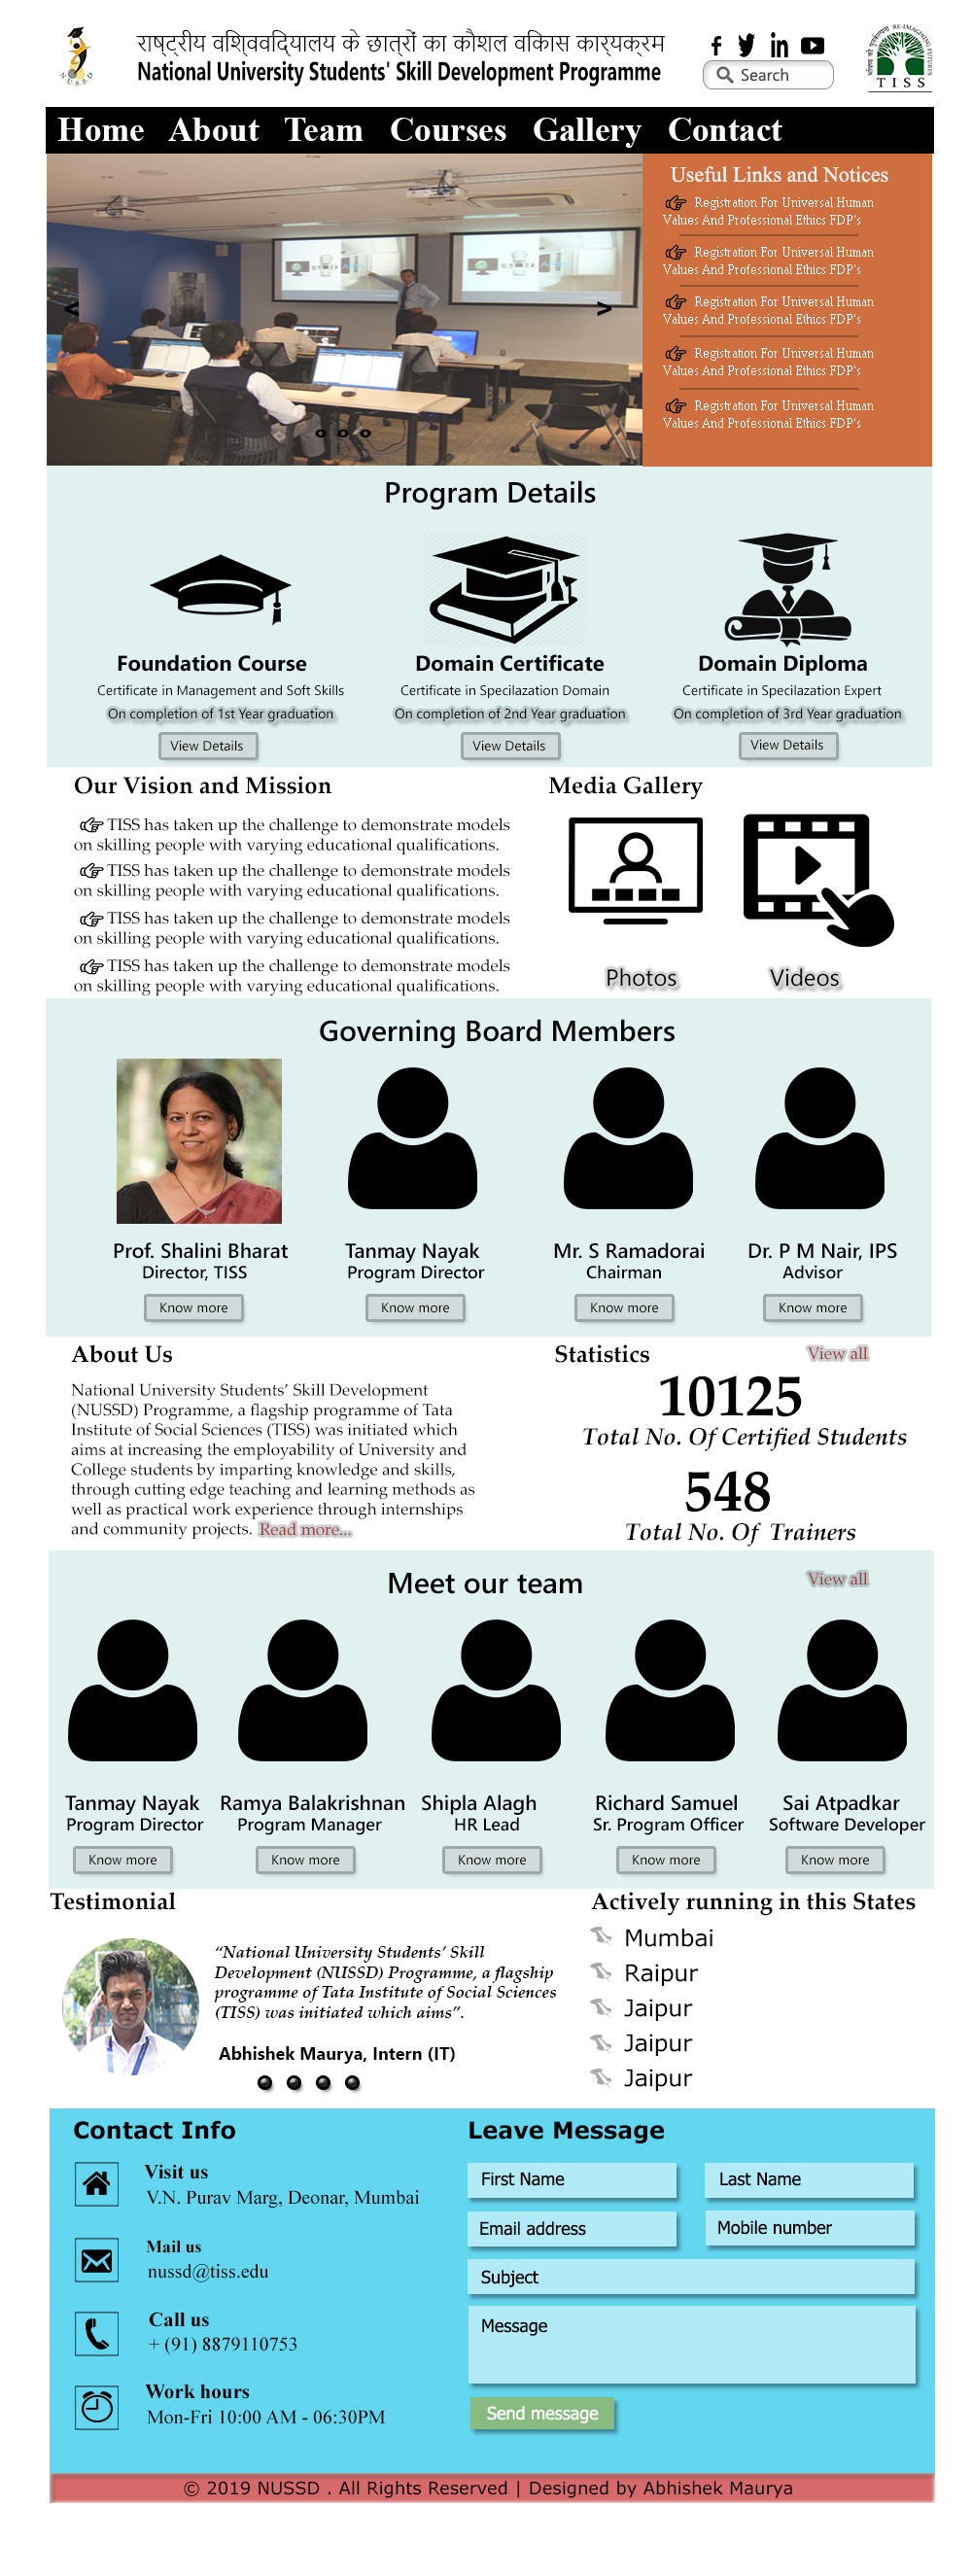 राष्ट्रीय विश्वविद्यालय के छात्रों का कौशल विकास कार्यक्रम
National University Students' Skill Development Programme
N.U.S.S.D
Search
RE-IMAGINING FUTURES
TISS
Home About Team Courses Gallery Contact
Useful Links and Notices
Registration For Universal Human
Values And Professional Ethics FDP's
Registration For Universal Human
Values And Professional Ethics FDP's
Registration For Universal Human
Values And Professional Ethics FDP's
Registration For Universal Human
Values And Professional Ethics FDP's
Registration For Universal Human
Values And Professional Ethics FDP's
< >
Program Details
Foundation Course
Certificate in Management and Soft Skills
On completion of 1st Year graduation
View Details
Domain Certificate
Certificate in Specilazation Domain
On completion of 2nd Year graduation
View Details
Domain Diploma
Certificate in Specilazation Expert
On completion of 3rd Year graduation
View Details
Our Vision and Mission
TISS has taken up the challenge to demonstrate models
on skilling people with varying educational qualifications.
TISS has taken up the challenge to demonstrate models
on skilling people with varying educational qualifications.
TISS has taken up the challenge to demonstrate models
on skilling people with varying educational qualifications.
TISS has taken up the challenge to demonstrate models
on skilling people with varying educational qualifications.
Media Gallery
Photos Videos
Governing Board Members
Prof. Shalini Bharat
Director, TISS
Know more
Tanmay Nayak
Program Director
Know more
Mr. S Ramadorai
Chairman
Know more
Dr. P M Nair, IPS
Advisor
Know more
About Us
National University Students' Skill Development
(NUSSD) Programme, a flagship programme of Tata
Institute of Social Sciences (TISS) was initiated which
aims at increasing the employability of University and
College students by imparting knowledge and skills,
through cutting edge teaching and learning methods as
well as practical work experience through internships
and community projects. Read more...
Statistics View all
10125
Total No. Of Certified Students
548
Total No. Of Trainers
Meet our team View all
Tanmay Nayak
Program Director
Know more
Ramya Balakrishnan
Program Manager
Know more
Shipla Alagh
HR Lead
Know more
Richard Samuel
Sr. Program Officer
Know more
Sai Atpadkar
Software Developer
Know more
Testimonial
“National University Students' Skill
Development (NUSSD) Programme, a flagship
programme of Tata Institute of Social Sciences
(TISS) was initiated which aims”.
Abhishek Maurya, Intern (IT)
Actively running in this States
Mumbai
Raipur
Jaipur
Jaipur
Jaipur
Contact Info
Visit us
V.N. Purav Marg, Deonar, Mumbai
Mail us
nussd@tiss.edu
Call us
+ (91) 8879110753
Work hours
Mon-Fri 10:00 AM - 06:30PM
Leave Message
First Name Last Name
Email address Mobile number
Subject
Message
Send message
© 2019 NUSSD . All Rights Reserved | Designed by Abhishek Maurya